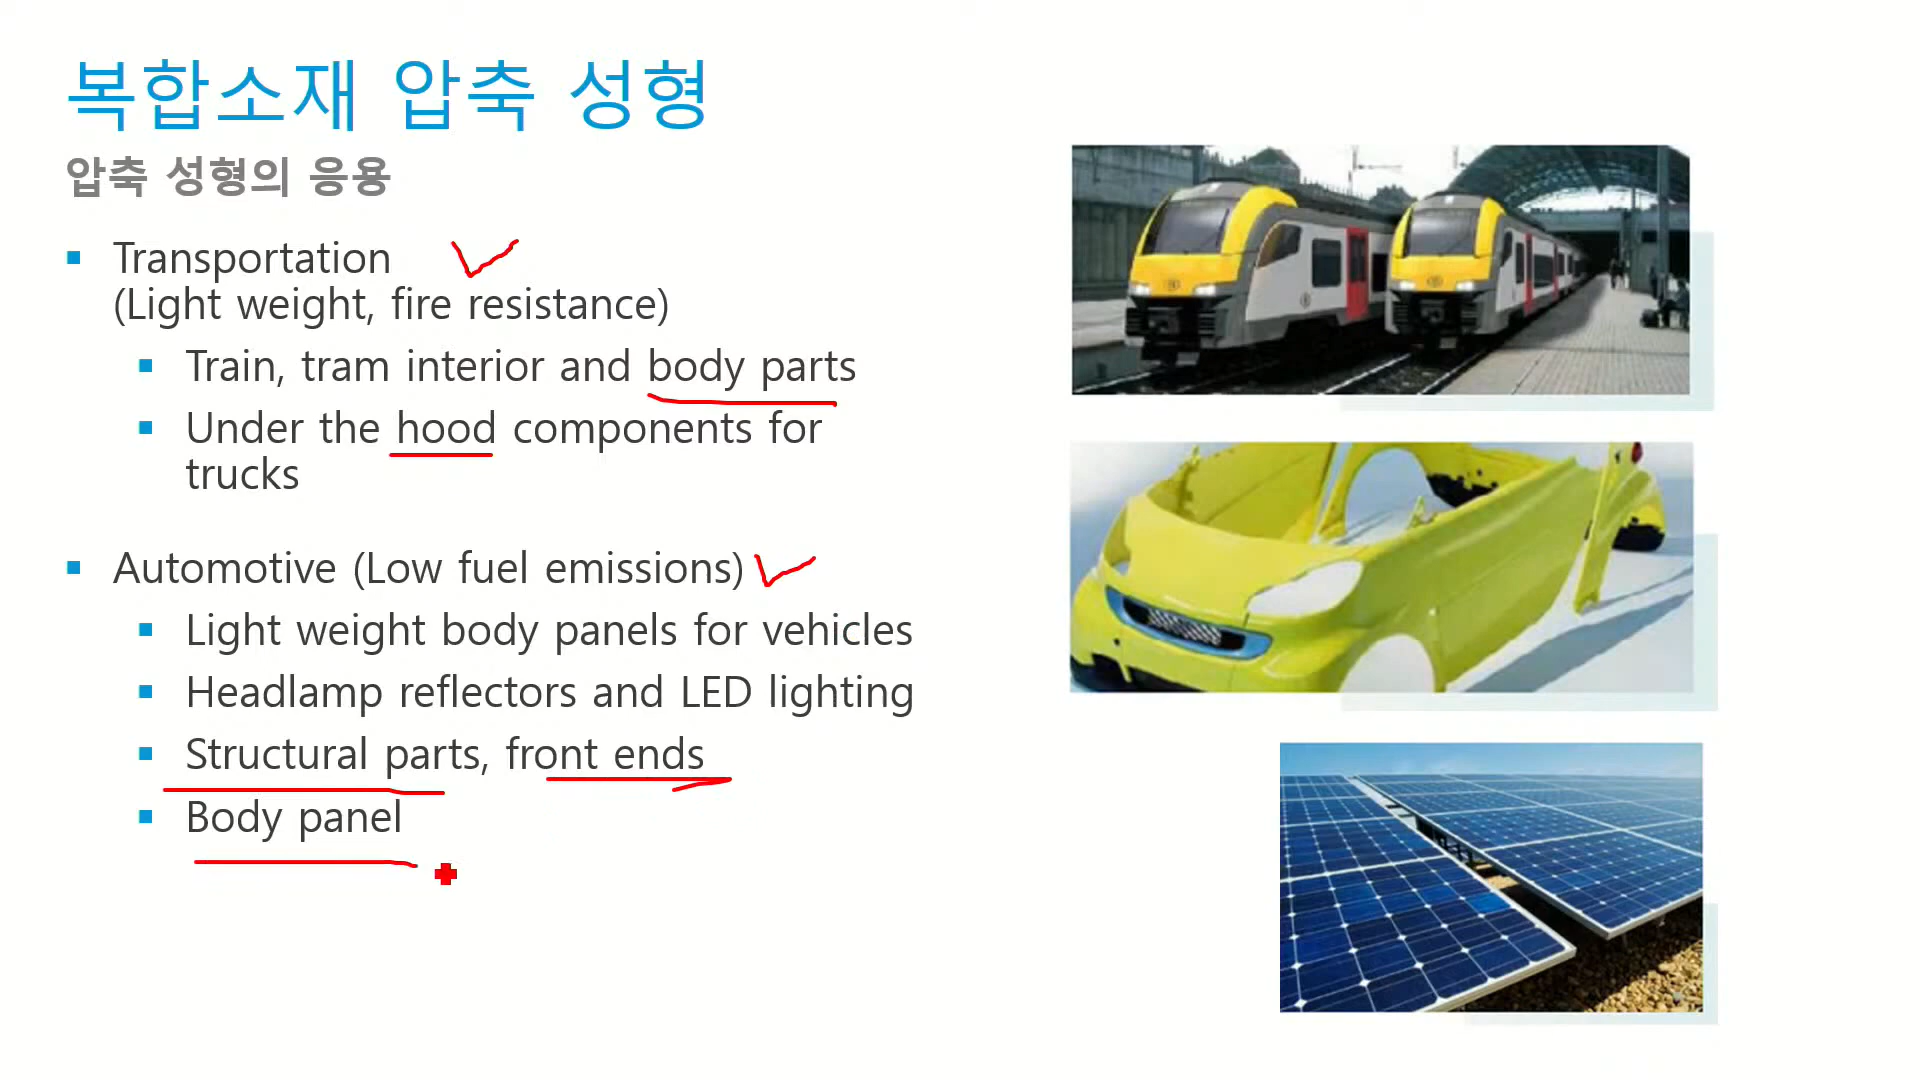 복합소재 압축 성형
압축 성형의 응용
Transportation
(Light weight, fire resistance)
Train, tram interior and body parts
Under the hood components for
trucks
Automotive (Low fuel emissions)
Light weight body panels for vehicles
Headlamp reflectors and LED lighting
Structural parts, front ends
Body panel